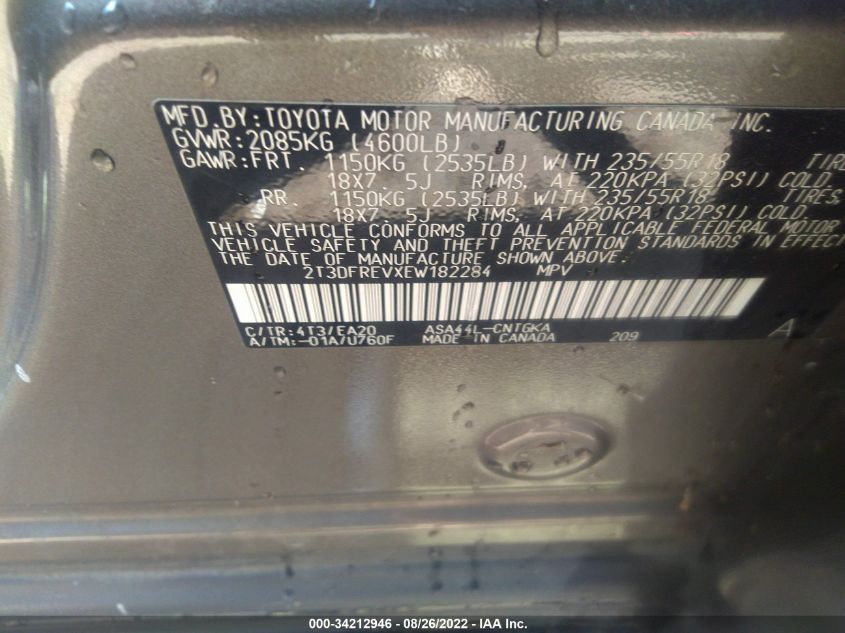 MFD. BY: TOYOTA MOTOR MANUFACTURING CANADA INC.
GVWR: 2085KG (4600LB)
GAWR: FRT. 1150KG (2535LB) WITH 235/55R18 TIRE
18X7.5J RIMS, AT 220KPA (32PSI) COLD.
RR. 1150KG (2535LB) WITH 235/55R18 TIRES,
18X7.5J RIMS, AT 220KPA (32PSI) COLD.
THIS VEHICLE CONFORMS TO ALL APPLICABLE FEDERAL MOTOR
VEHICLE SAFETY AND THEFT PREVENTION STANDARDS IN EFFECT
THE DATE OF MANUFACTURE SHOWN ABOVE.
2T3DFREVXEW182284 MPV
C/TR: 4T3/EA20 ASA44L-CNTGKA A
A/TM: -01A/U760F MADE IN CANADA 209
000-34212946 - 08/26/2022 - IAA Inc.